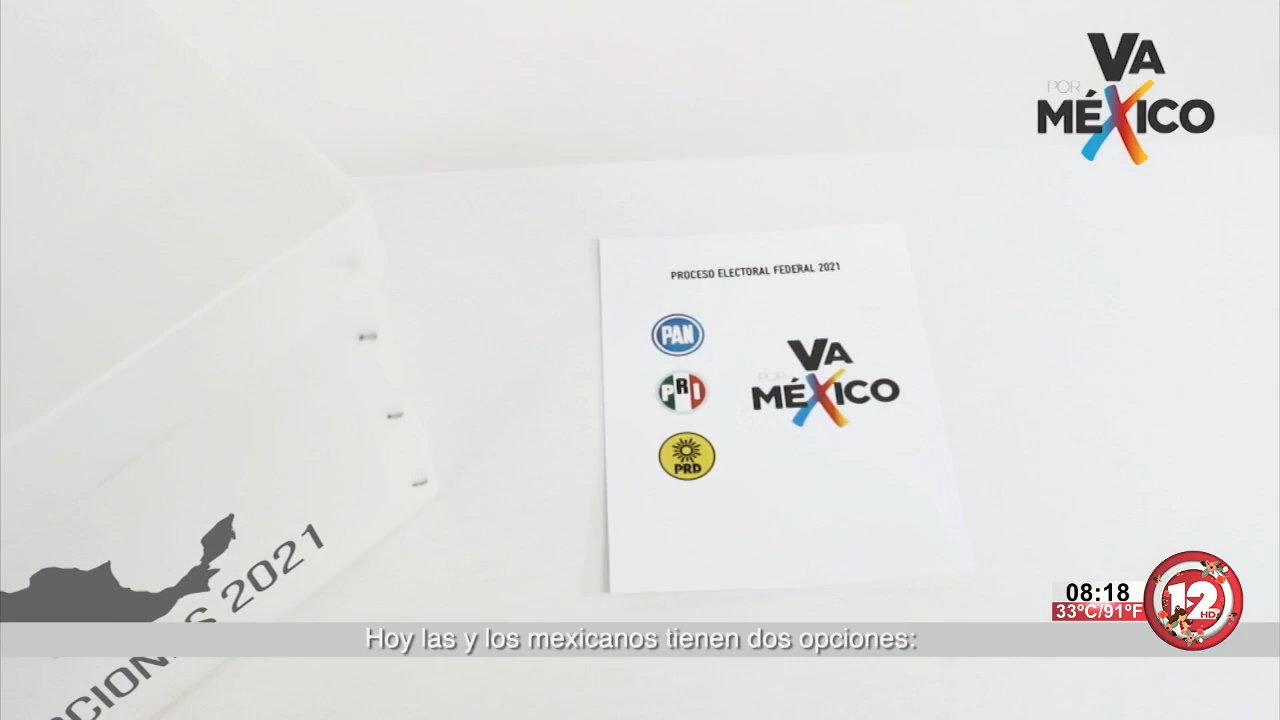 VA
POR
MÉXICO
PROCESO ELECTORAL FEDERAL 2021
PAN
PRI
PRD
VA
POR
MÉXICO
2021
08:18
33°C/91°F
12
HD
Hoy las y los mexicanos tienen dos opciones: